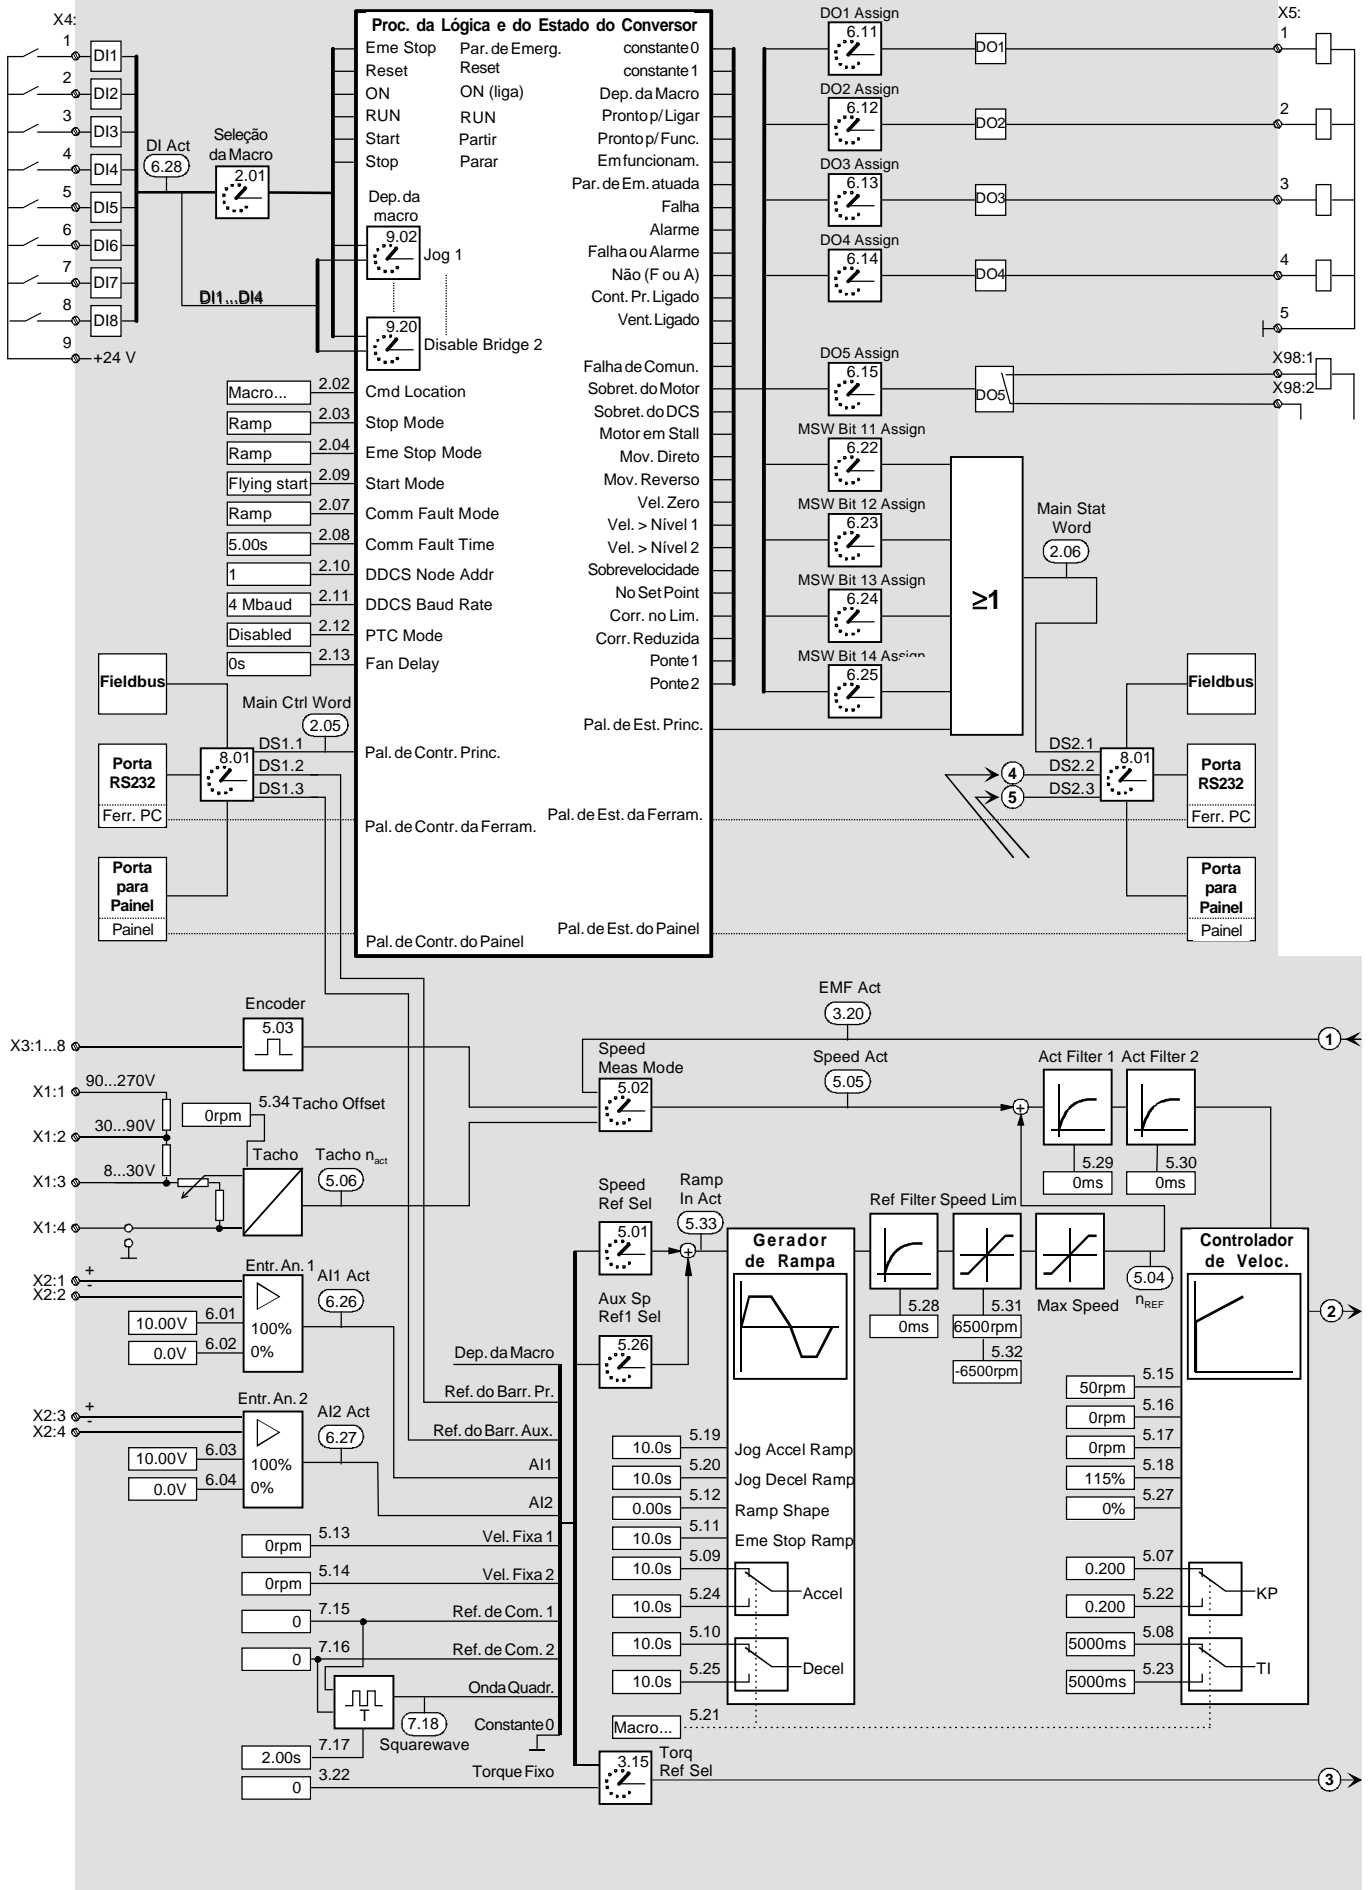 X4:
1
DI1
2
DI2
3
DI3
4
DI4
5
DI5
6
DI6
7
DI7
8
DI8
9
+24 V
DI Act
6.28
Seleção
da Macro
2.01
DI1...DI4
Proc. da Lógica e do Estado do Conversor
Eme Stop Par. de Emerg.
Reset Reset
ON ON (liga)
RUN RUN
Start Partir
Stop Parar
Dep. da
macro
9.02
Jog 1
9.20
Disable Bridge 2
Macro... 2.02 Cmd Location
Ramp 2.03 Stop Mode
Ramp 2.04 Eme Stop Mode
Flying start 2.09 Start Mode
Ramp 2.07 Comm Fault Mode
5.00s 2.08 Comm Fault Time
1 2.10 DDCS Node Addr
4 Mbaud 2.11 DDCS Baud Rate
Disabled 2.12 PTC Mode
0s 2.13 Fan Delay
constante 0
constante 1
Dep. da Macro
Pronto p/ Ligar
Pronto p/ Func.
Em funcionam.
Par. de Em. atuada
Falha
Alarme
Falha ou Alarme
Não (F ou A)
Cont. Pr. Ligado
Vent. Ligado
Falha de Comun.
Sobret. do Motor
Sobret. do DCS
Motor em Stall
Mov. Direto
Mov. Reverso
Vel. Zero
Vel. > Nível 1
Vel. > Nível 2
Sobrevelocidade
No Set Point
Corr. no Lim.
Corr. Reduzida
Ponte 1
Ponte 2
Pal. de Est. Princ.
Pal. de Contr. Princ.
Pal. de Est. da Ferram.
Pal. de Contr. da Ferram.
Pal. de Est. do Painel
Pal. de Contr. do Painel
DO1 Assign
6.11
DO1
DO2 Assign
6.12
DO2
DO3 Assign
6.13
DO3
DO4 Assign
6.14
DO4
DO5 Assign
6.15
DO5
MSW Bit 11 Assign
6.22
MSW Bit 12 Assign
6.23
MSW Bit 13 Assign
6.24
MSW Bit 14 Assign
6.25
≥1
Main Stat
Word
2.06
X5:
1
2
3
4
5
X98:1
X98:2
Fieldbus
Porta
RS232
Ferr. PC
Porta
para
Painel
Painel
Main Ctrl Word
2.05
8.01
DS1.1
DS1.2
DS1.3
4
5
DS2.1
DS2.2
DS2.3
8.01
Fieldbus
Porta
RS232
Ferr. PC
Porta
para
Painel
Painel
Encoder
5.03
X3:1...8
X1:1 90...270V
X1:2 30...90V
X1:3 8...30V
X1:4
0rpm 5.34 Tacho Offset
Tacho
Tacho nact
5.06
X2:1 +
X2:2 -
Entr. An. 1
100%
0%
10.00V 6.01
0.0V 6.02
AI1 Act
6.26
X2:3 +
X2:4 -
Entr. An. 2
100%
0%
10.00V 6.03
0.0V 6.04
AI2 Act
6.27
0rpm 5.13
0rpm 5.14
0 7.15
0 7.16
T
7.18
Squarewave
2.00s 7.17
0 3.22
Dep. da Macro
Ref. do Barr. Pr.
Ref. do Barr. Aux.
AI1
AI2
Vel. Fixa 1
Vel. Fixa 2
Ref. de Com. 1
Ref. de Com. 2
Onda Quadr.
Constante 0
Torque Fixo
EMF Act
3.20
1
Speed
Meas Mode
5.02
Speed Act
5.05
+
Act Filter 1
5.29
0ms
Act Filter 2
5.30
0ms
Speed
Ref Sel
5.01
Aux Sp
Ref1 Sel
5.26
+
Ramp
In Act
5.33
Gerador
de Rampa
Ref Filter
5.28
0ms
Speed Lim
5.31
6500rpm
5.32
-6500rpm
Max Speed
5.04
nREF
Controlador
de Veloc.
2
10.0s 5.19 Jog Accel Ramp
10.0s 5.20 Jog Decel Ramp
0.00s 5.12 Ramp Shape
10.0s 5.11 Eme Stop Ramp
10.0s 5.09
Accel
10.0s 5.24
10.0s 5.10
Decel
10.0s 5.25
Macro... 5.21
50rpm 5.15
0rpm 5.16
0rpm 5.17
115% 5.18
0% 5.27
0.200 5.07
KP
0.200 5.22
5000ms 5.08
TI
5000ms 5.23
3.15
Torq
Ref Sel
3